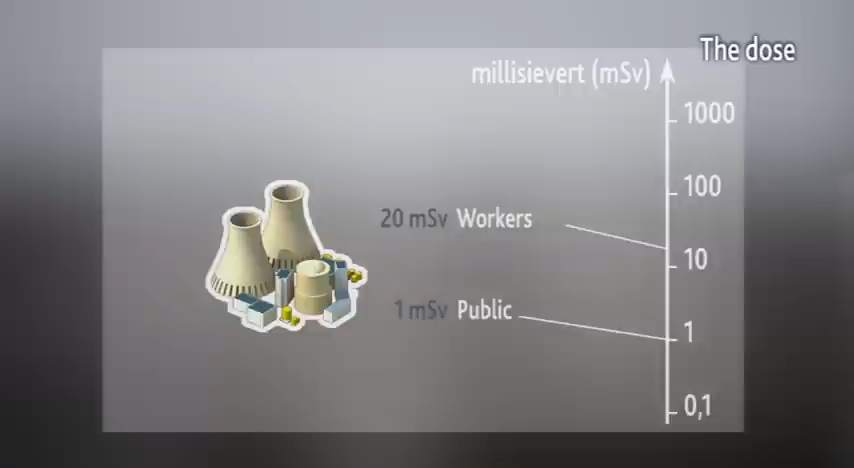 The dose
millisievert (mSv)
1000
100
20 mSv Workers
10
1 mSv Public
1
0,1